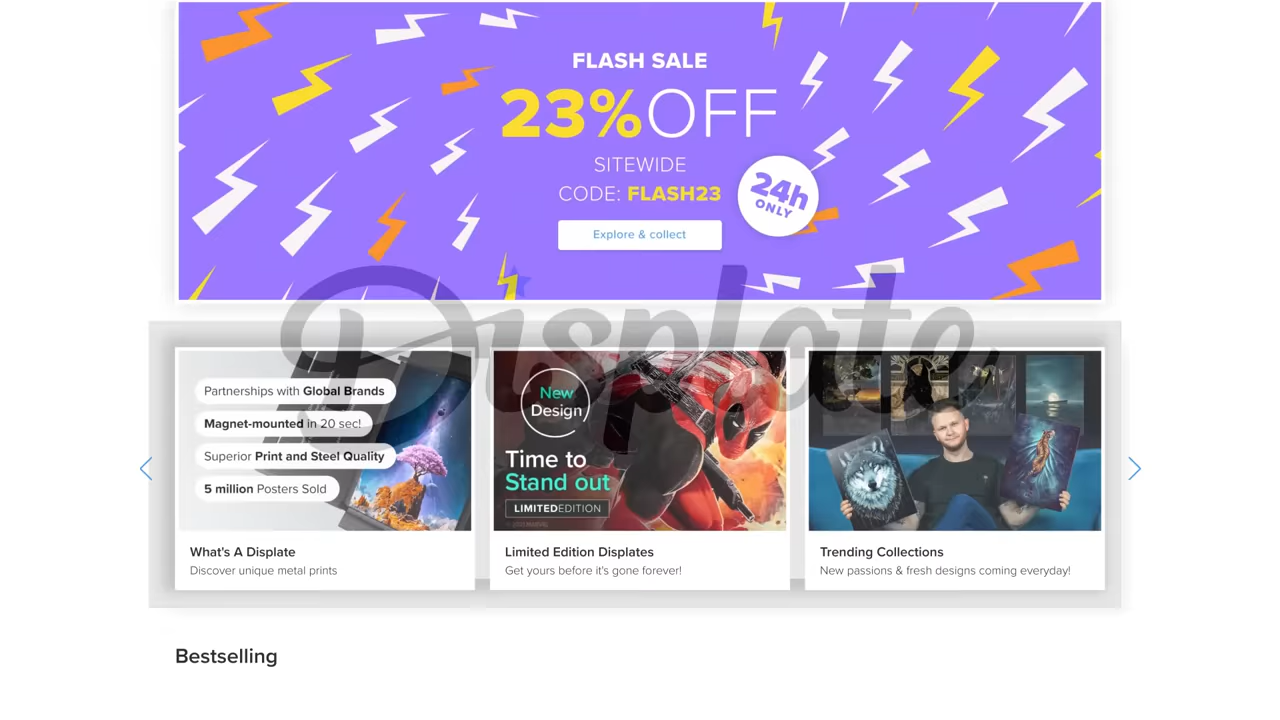 FLASH SALE
23%OFF
SITEWIDE
CODE: FLASH23
24h
ONLY
Explore & collect
Displate
Partnerships with Global Brands
Magnet-mounted in 20 sec!
Superior Print and Steel Quality
5 million Posters Sold
New
Design
Time to
Stand out
LIMITEDEDITION
What's A Displate
Discover unique metal prints
Limited Edition Displates
Get yours before it's gone forever!
Trending Collections
New passions & fresh designs coming everyday!
Bestselling